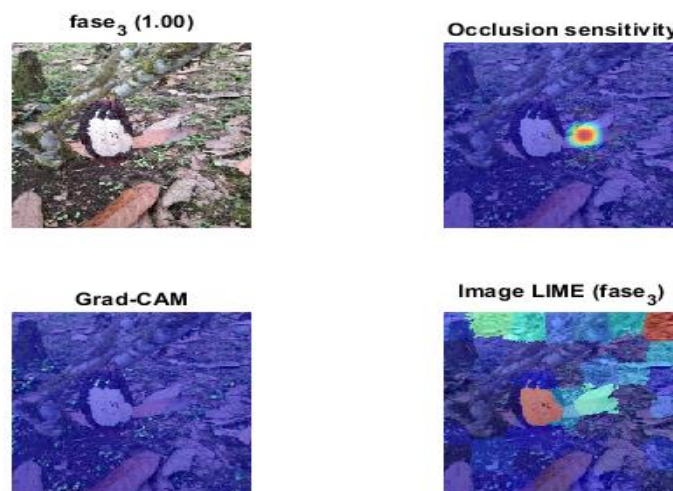 fase₃ (1.00)
Occlusion sensitivity
Grad-CAM
Image LIME (fase₃)